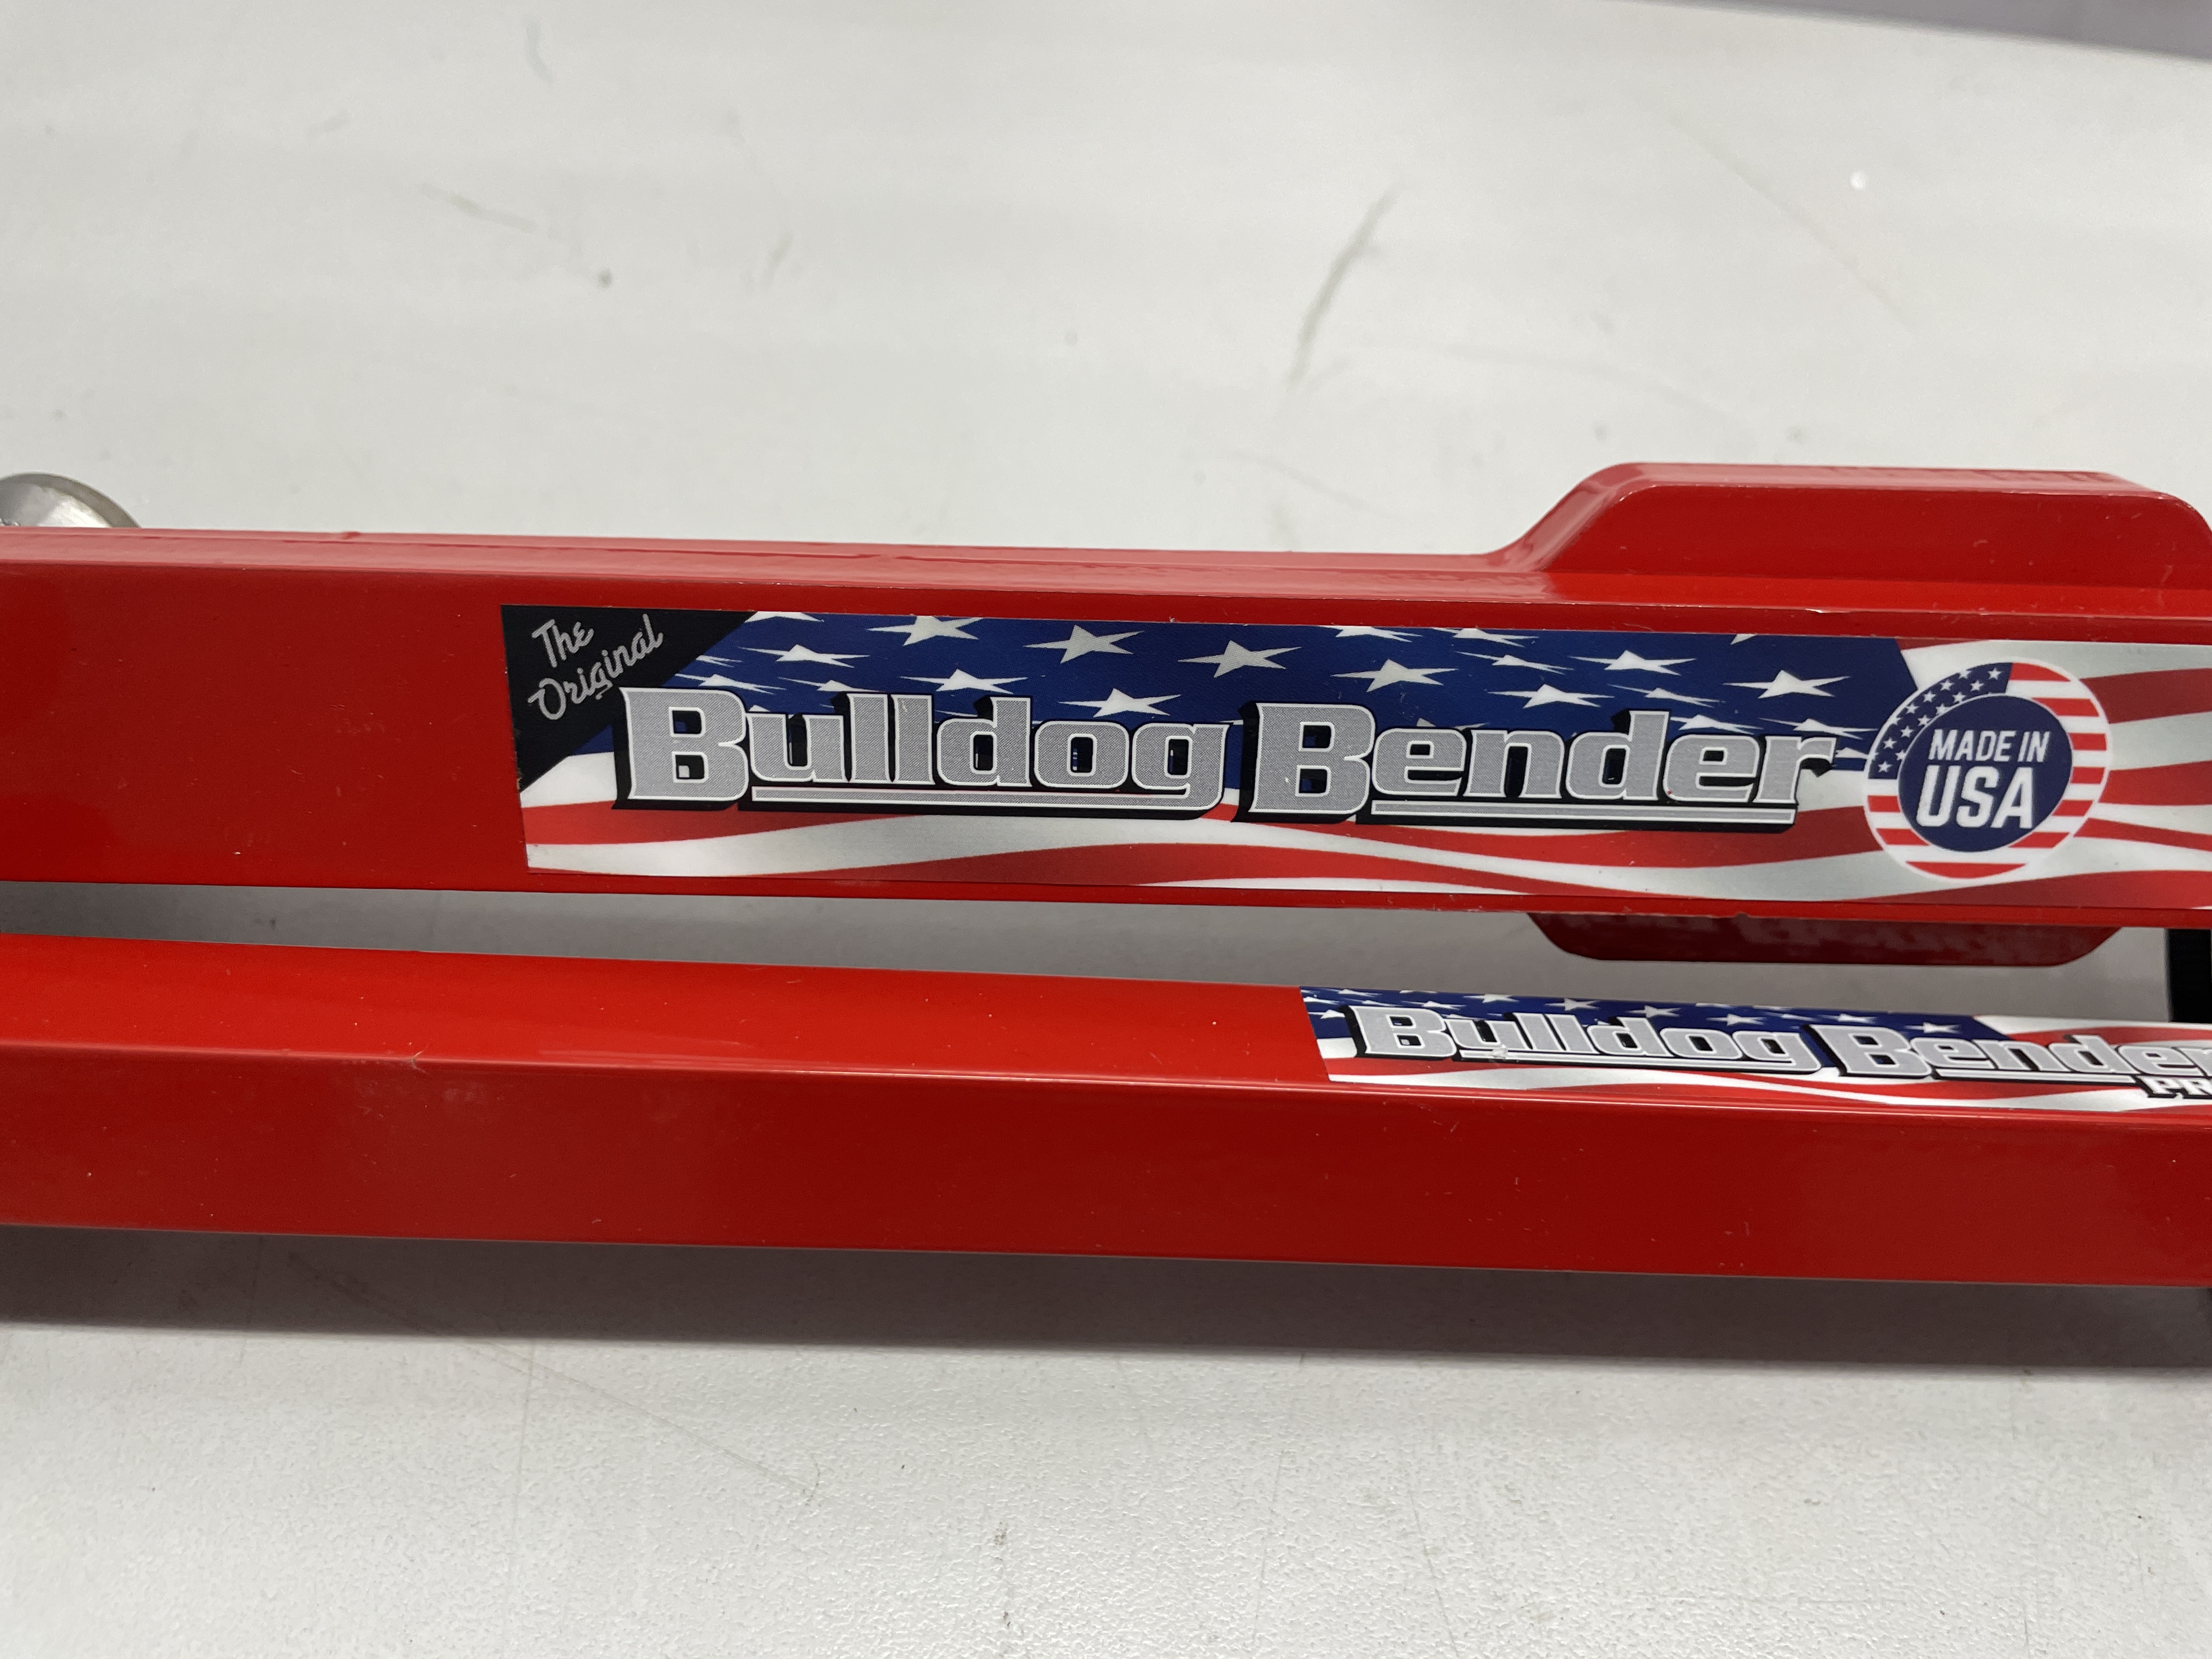 The
Original
Bulldog Bender
MADE IN
USA
Bulldog Bender